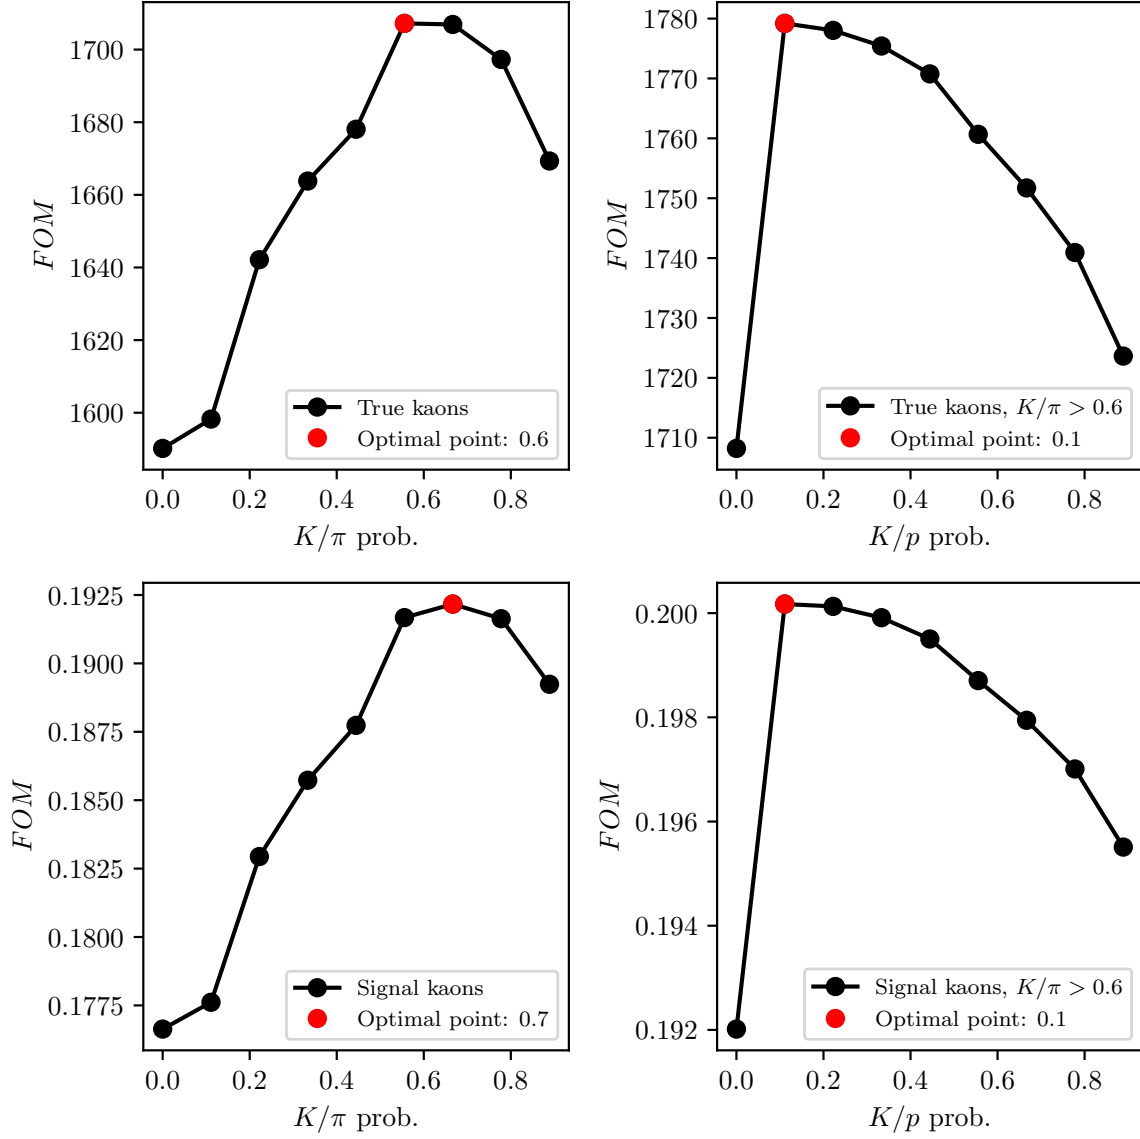 1700
1680
1660
1640
1620
1600
FOM
True kaons
Optimal point: 0.6
0.0 0.2 0.4 0.6 0.8
K/π prob.
1780
1770
1760
1750
1740
1730
1720
1710
FOM
True kaons, K/π > 0.6
Optimal point: 0.1
0.0 0.2 0.4 0.6 0.8
K/p prob.
0.1925
0.1900
0.1875
0.1850
0.1825
0.1800
0.1775
FOM
Signal kaons
Optimal point: 0.7
0.0 0.2 0.4 0.6 0.8
K/π prob.
0.200
0.198
0.196
0.194
0.192
FOM
Signal kaons, K/π > 0.6
Optimal point: 0.1
0.0 0.2 0.4 0.6 0.8
K/p prob.